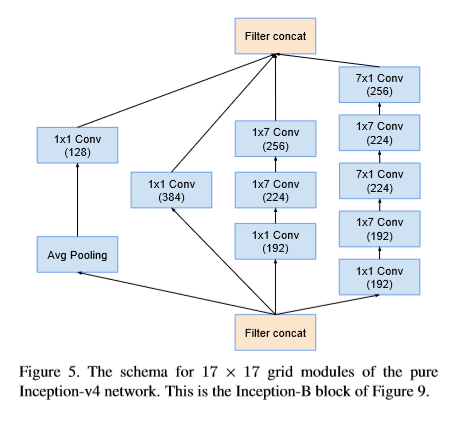 Filter concat
1x1 Conv
(128)
Avg Pooling
1x1 Conv
(384)
1x7 Conv
(256)
1x7 Conv
(224)
1x1 Conv
(192)
7x1 Conv
(256)
1x7 Conv
(224)
7x1 Conv
(224)
1x7 Conv
(192)
1x1 Conv
(192)
Filter concat
Figure 5. The schema for 17 × 17 grid modules of the pure
Inception-v4 network. This is the Inception-B block of Figure 9.